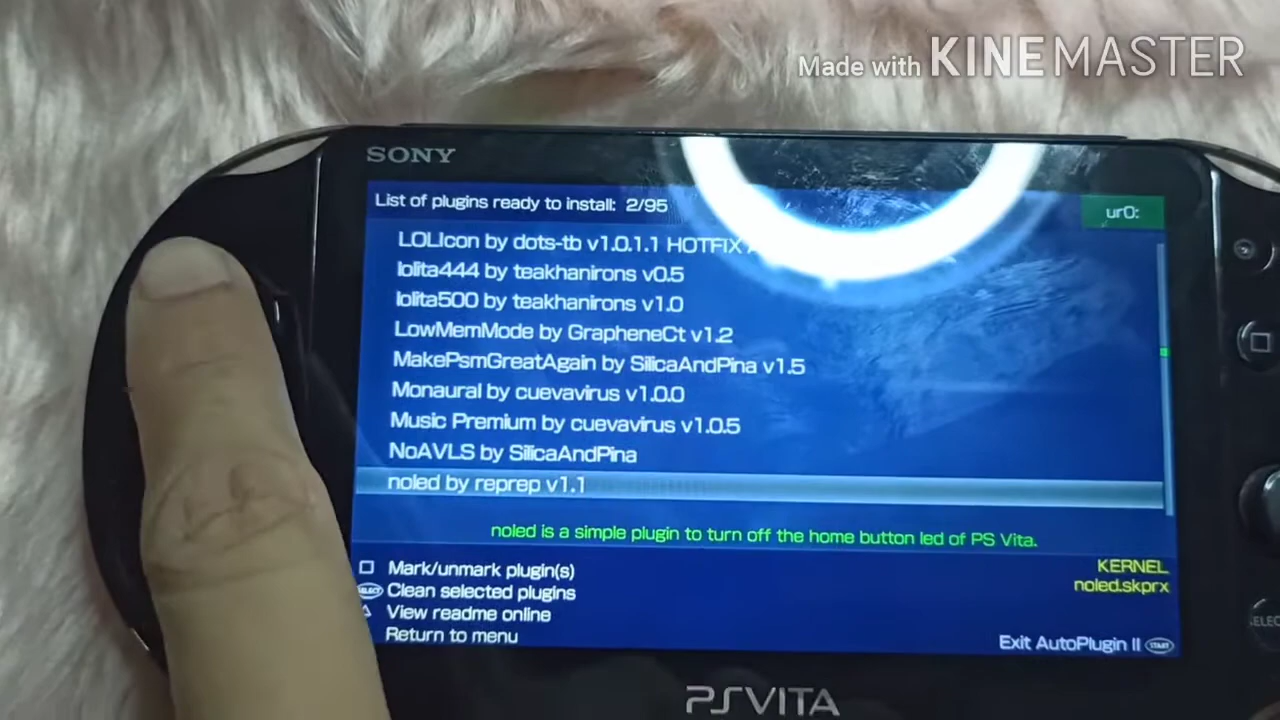 Made with KINEMASTER
SONY
List of plugins ready to install: 2/95
ur0:
LOLIcon by dots-tb v1.0.1.1 HOTFIX
lolita444 by teakhanirons v0.5
lolita500 by teakhanirons v1.0
LowMemMode by GrapheneCt v1.2
MakePsmGreatAgain by SilicaAndPina v1.5
Monaural by cuevavirus v1.0.0
Music Premium by cuevavirus v1.0.5
NoAVLS by SilicaAndPina
noled by reprep v1.1
noled is a simple plugin to turn off the home button led of PS Vita.
KERNEL
noled.skprx
Mark/unmark plugin(s)
SELECT Clean selected plugins
View readme online
Return to menu
Exit AutoPlugin II START
PSVITA